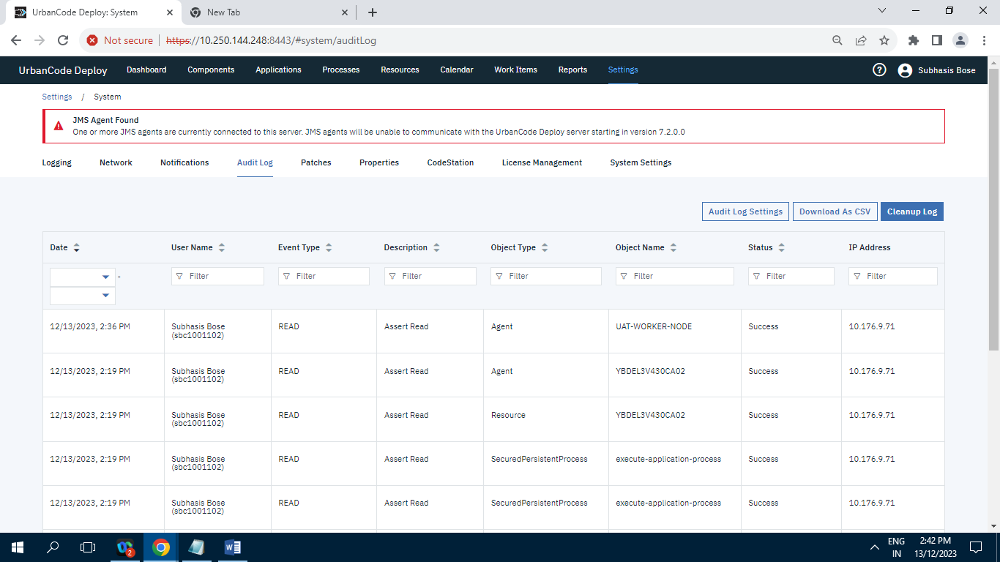 UrbanCode Deploy: System
New Tab
Not secure
https://10.250.144.248:8443/#system/auditLog
UrbanCode Deploy
Dashboard
Components
Applications
Processes
Resources
Calendar
Work Items
Reports
Settings
Subhasis Bose
Settings / System
JMS Agent Found
One or more JMS agents are currently connected to this server. JMS agents will be unable to communicate with the UrbanCode Deploy server starting in version 7.2.0.0
Logging
Network
Notifications
Audit Log
Patches
Properties
CodeStation
License Management
System Settings
Audit Log Settings
Download As CSV
Cleanup Log
Date User Name Event Type Description Object Type Object Name Status IP Address
- Filter Filter Filter Filter Filter Filter Filter
12/13/2023, 2:36 PM Subhasis Bose (sbc1001102) READ Assert Read Agent UAT-WORKER-NODE Success 10.176.9.71
12/13/2023, 2:19 PM Subhasis Bose (sbc1001102) READ Assert Read Agent YBDEL3V430CA02 Success 10.176.9.71
12/13/2023, 2:19 PM Subhasis Bose (sbc1001102) READ Assert Read Resource YBDEL3V430CA02 Success 10.176.9.71
12/13/2023, 2:19 PM Subhasis Bose (sbc1001102) READ Assert Read SecuredPersistentProcess execute-application-process Success 10.176.9.71
12/13/2023, 2:19 PM Subhasis Bose (sbc1001102) READ Assert Read SecuredPersistentProcess execute-application-process Success 10.176.9.71
2
ENG
IN
2:42 PM
13/12/2023